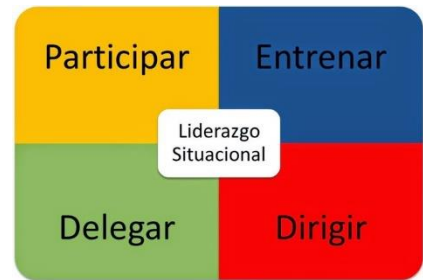 Participar
Entrenar
Liderazgo
Situacional
Delegar
Dirigir